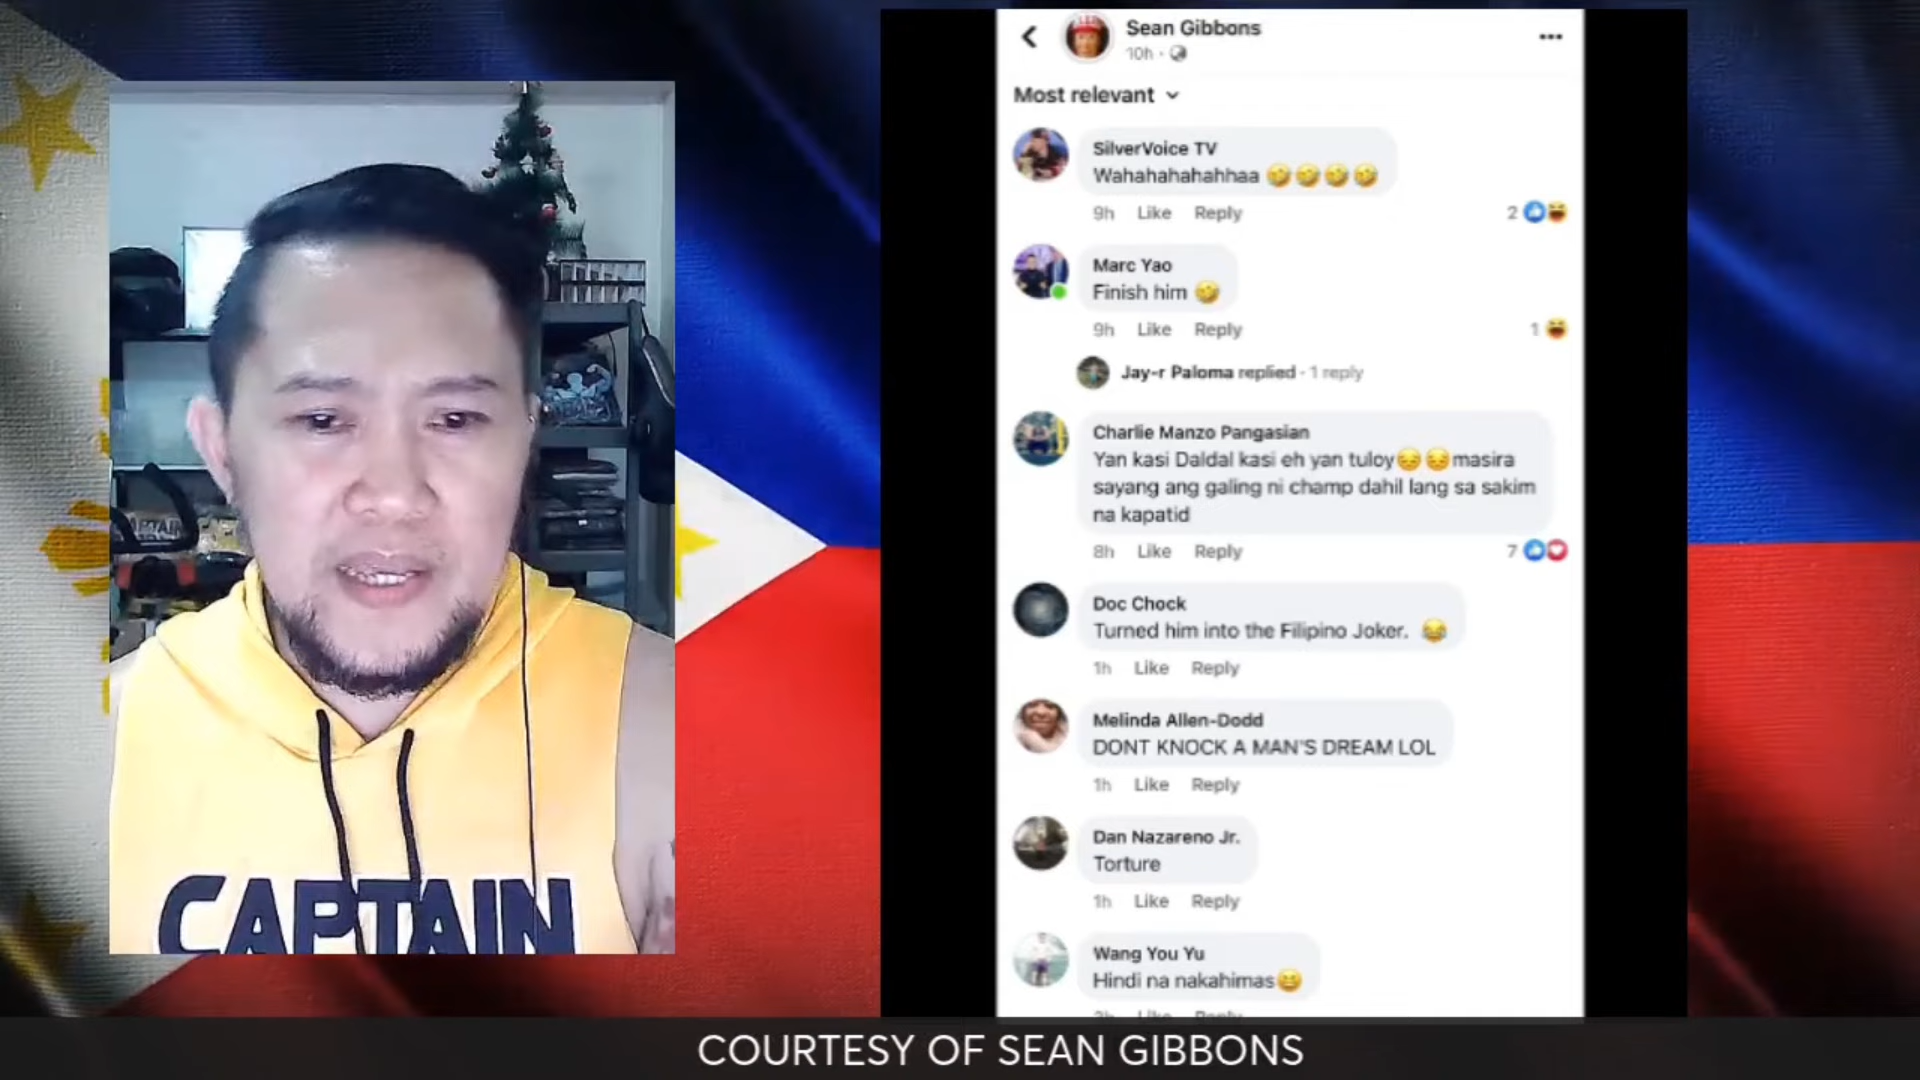 Sean Gibbons
10h
Most relevant
SilverVoice TV
Wahahahahahhaa 🤣🤣🤣🤣
9h Like Reply 2
Marc Yao
Finish him 🤣
9h Like Reply 1
Jay-r Paloma replied · 1 reply
Charlie Manzo Pangasian
Yan kasi Daldal kasi eh yan tuloy😔😔masira
sayang ang galing ni champ dahil lang sa sakim
na kapatid
8h Like Reply 7
Doc Chock
Turned him into the Filipino Joker. 😂
1h Like Reply
Melinda Allen-Dodd
DONT KNOCK A MAN'S DREAM LOL
1h Like Reply
Dan Nazareno Jr.
Torture
1h Like Reply
Wang You Yu
Hindi na nakahimas😄
Like Reply
CAPTAIN
COURTESY OF SEAN GIBBONS